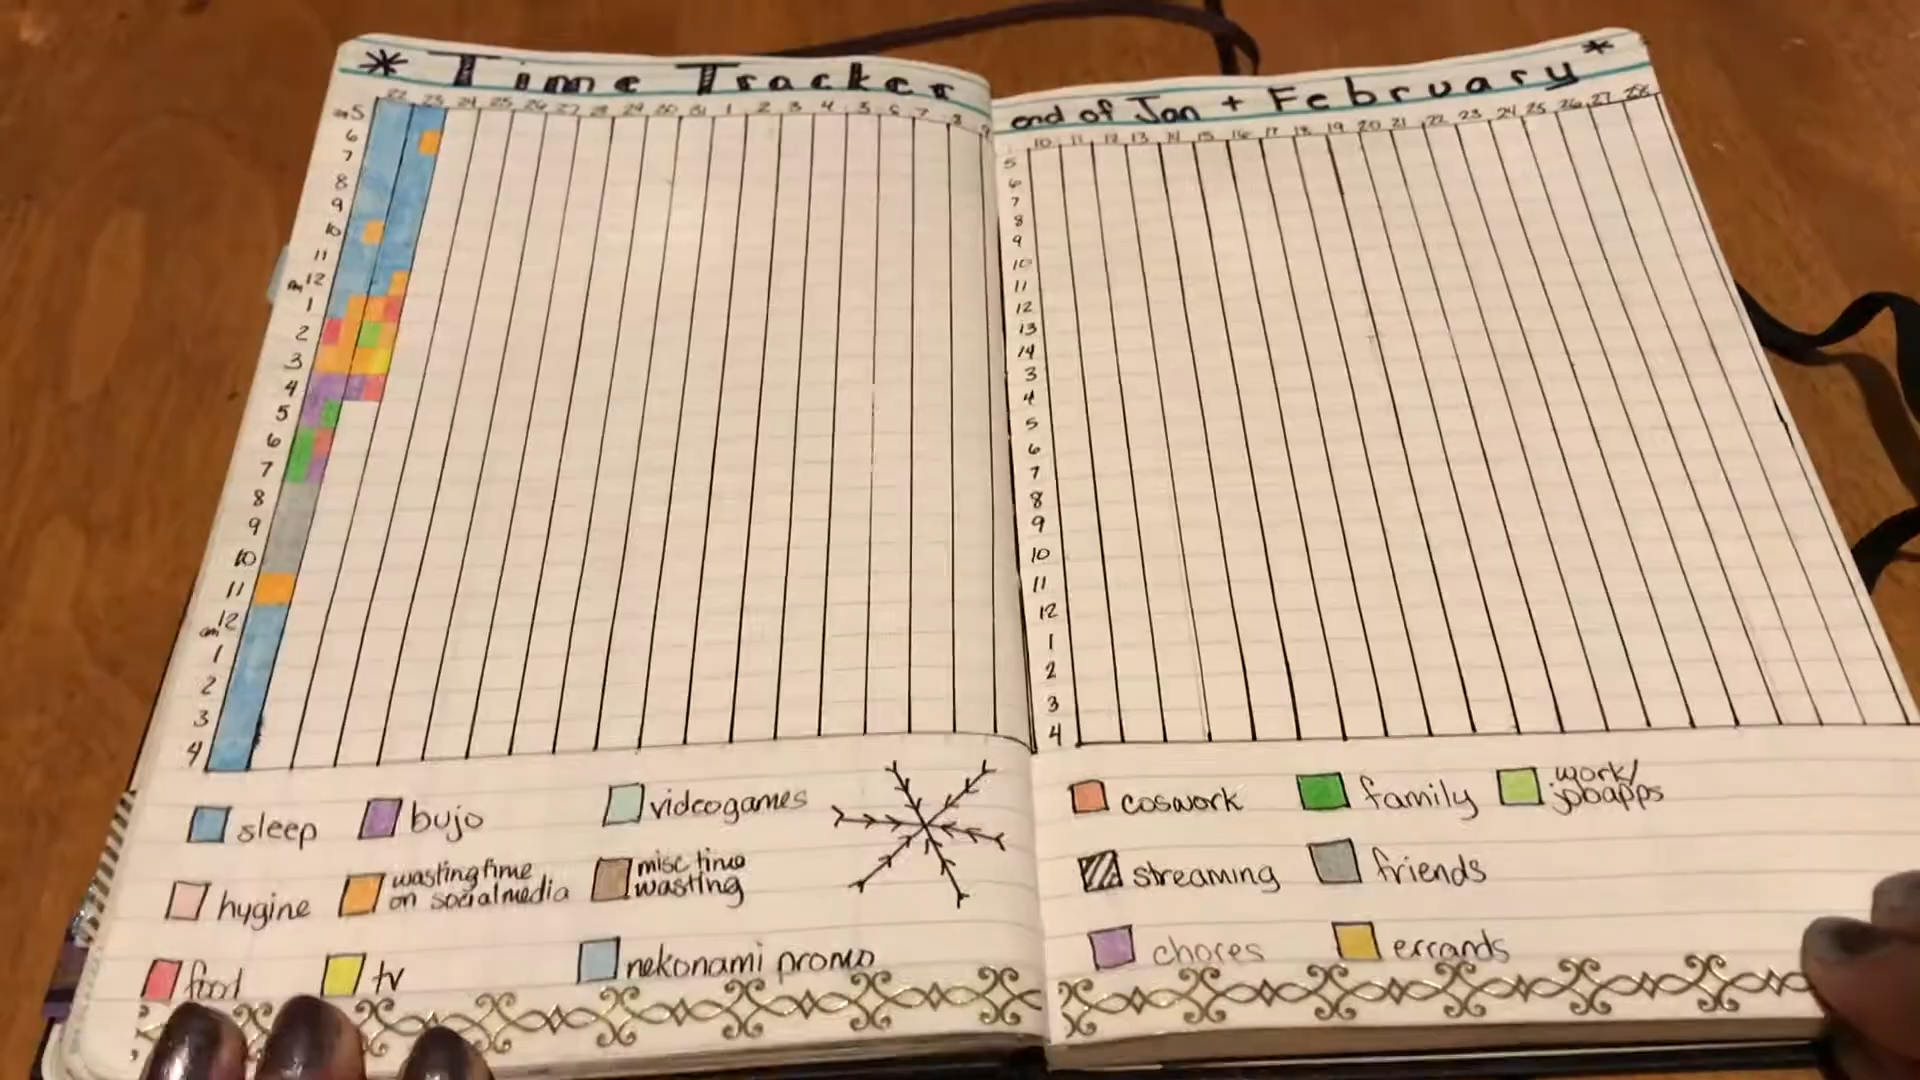 * Time Tracker
end of Jan + February *
22 23 24 25 26 27 28 29 30 31 1 2 3 4 5 6 7 8 9
10 11 12 13 14 15 16 17 18 19 20 21 22 23 24 25 26 27 28
am 5
6
7
8
9
10
11
pm 12
1
2
3
4
5
6
7
8
9
10
11
am 12
1
2
3
4
5
6
7
8
9
10
11
12
13
14
3
4
5
6
7
8
9
10
11
12
1
2
3
4
sleep
bujo
videogames
hygine
wasting time
on social media
misc time
wasting
food
tv
nekonami promo
coswork
family
work/
jobapps
streaming
friends
chores
errands